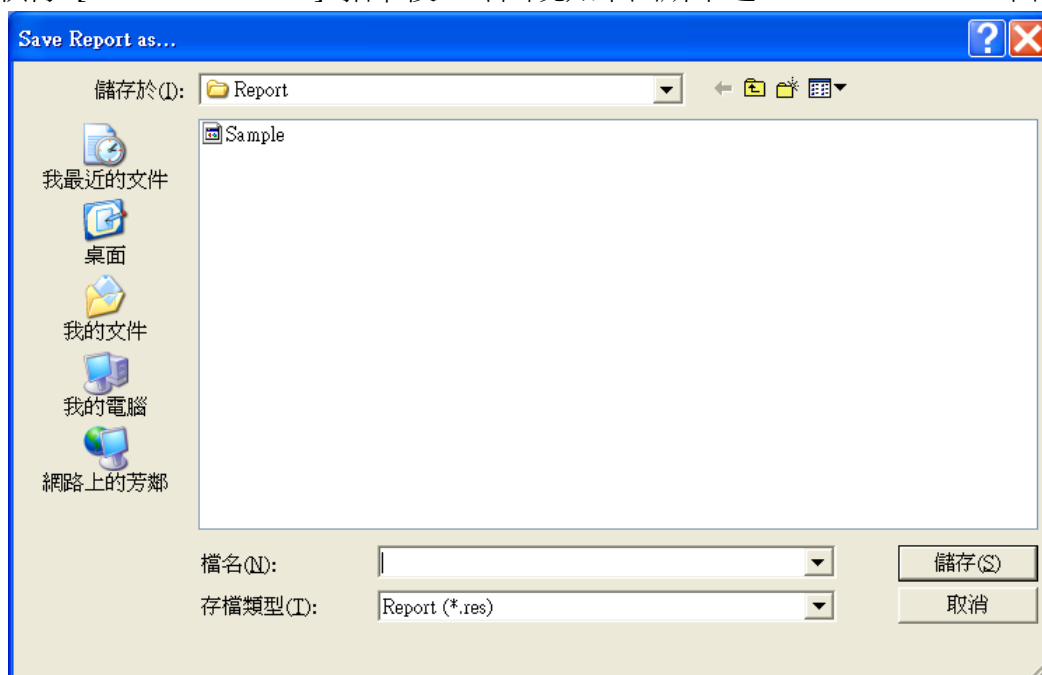 Save Report as...
儲存於(I):
Report
Sample
我最近的文件
桌面
我的文件
我的電腦
網路上的芳鄰
檔名(N):
儲存(S)
存檔類型(T):
Report (*.res)
取消